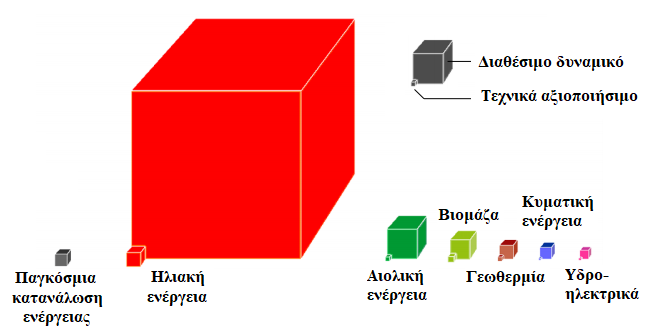 Διαθέσιμο δυναμικό
Τεχνικά αξιοποιήσιμο
Παγκόσμια
κατανάλωση
ενέργειας
Ηλιακή
ενέργεια
Αιολική
ενέργεια
Βιομάζα
Γεωθερμία
Κυματική
ενέργεια
Υδρο-
ηλεκτρικά